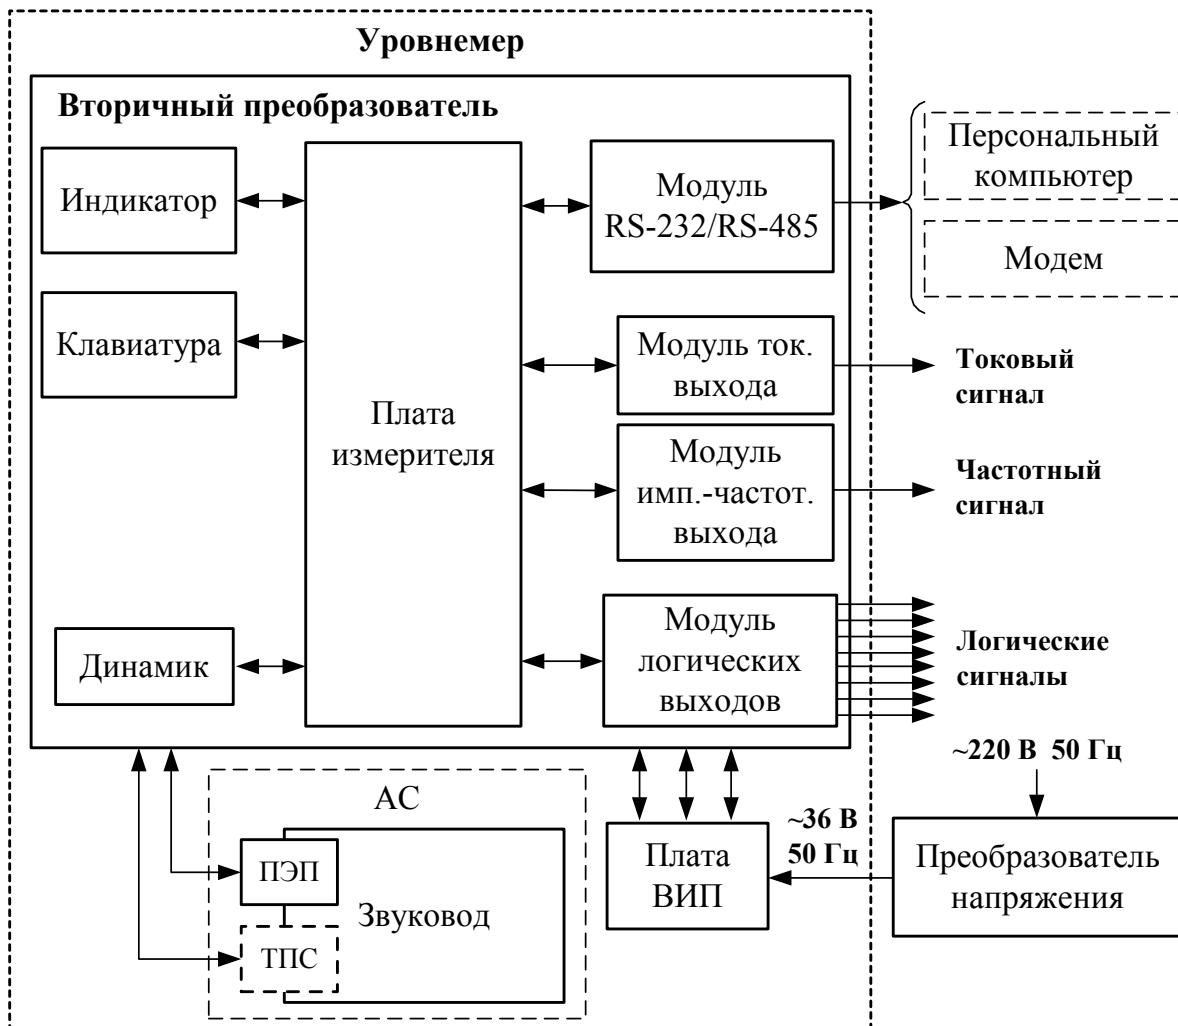 Уровнемер
Вторичный преобразователь
Индикатор
Клавиатура
Динамик
Плата
измерителя
Модуль
RS-232/RS-485
Модуль ток.
выхода
Модуль
имп.-частот.
выхода
Модуль
логических
выходов
Персональный
компьютер
Модем
Токовый
сигнал
Частотный
сигнал
Логические
сигналы
~220 В 50 Гц
АС
ПЭП
ТПС
Звуковод
Плата
ВИП
~36 В
50 Гц
Преобразователь
напряжения